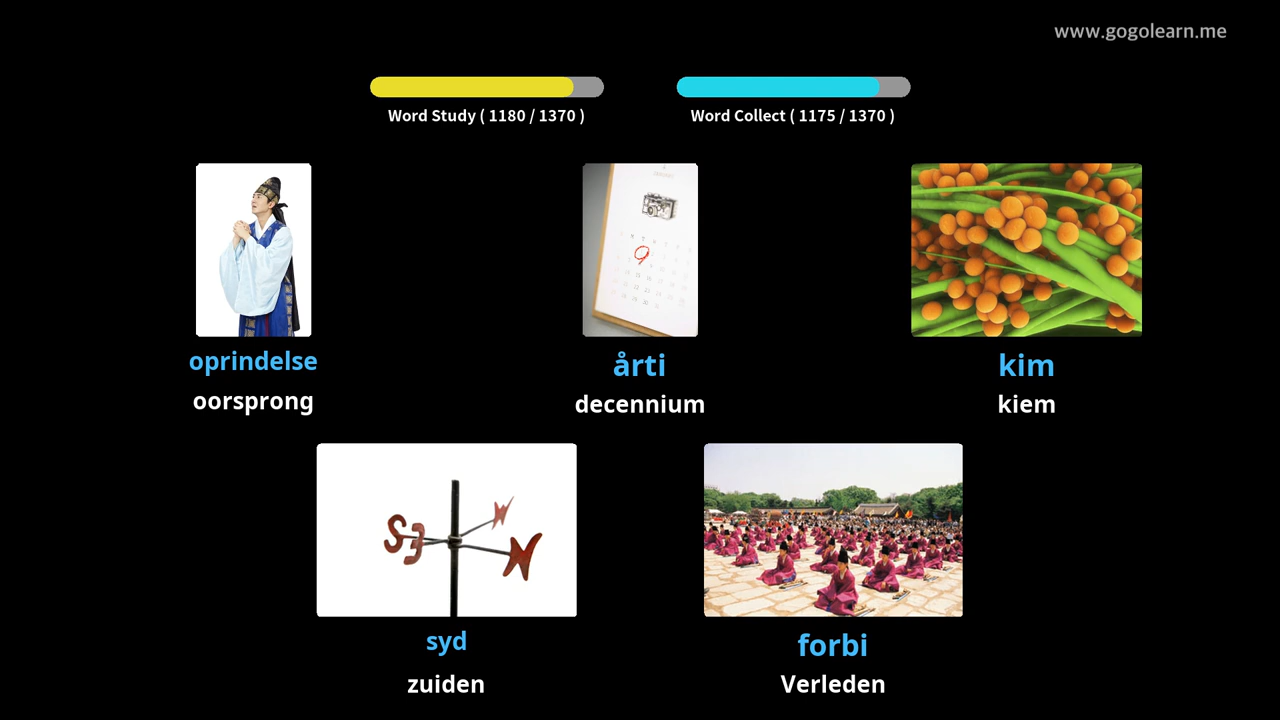 www.gogolearn.me
Word Study ( 1180 / 1370 )
Word Collect ( 1175 / 1370 )
oprindelse
oorsprong
årti
decennium
kim
kiem
syd
zuiden
forbi
Verleden